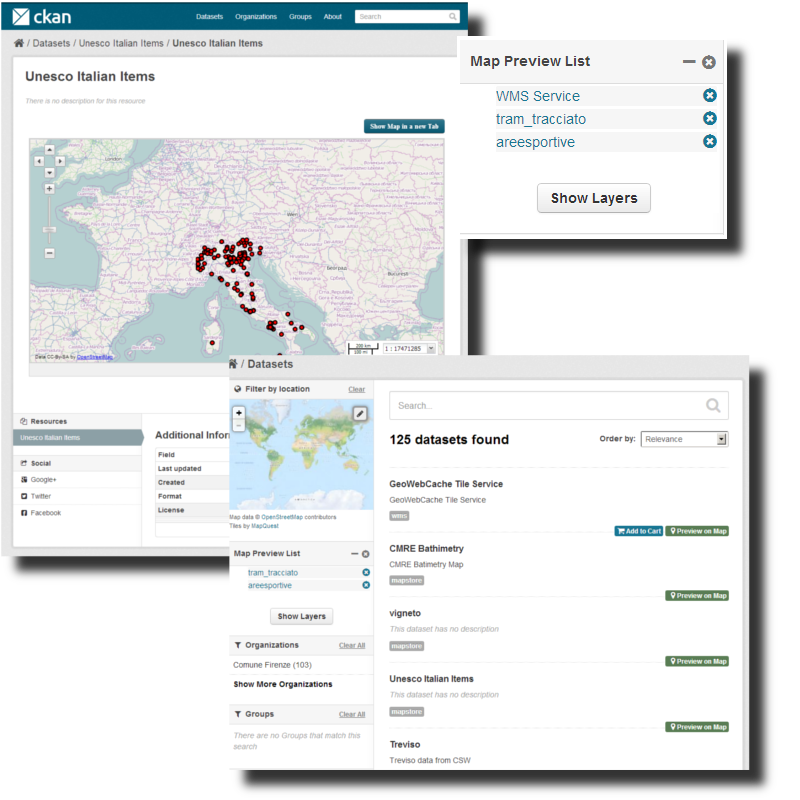 ckan
Datasets Organizations Groups About Search
/ Datasets / Unesco Italian Items / Unesco Italian Items
Unesco Italian Items
There is no description for this resource
Show Map in a new Tab
London
Wien
Beograd
Bucuresti
200 km
100 mi
1 : 17471285
Data CC-By-SA by OpenStreetMap
Resources
Unesco Italian Items
Social
Google+
Twitter
Facebook
Additional Infor
Field
Last updated
Created
Format
License
Map Preview List
WMS Service
tram_tracciato
areesportive
Show Layers
/ Datasets
Filter by location Clear
+
-
Map data © OpenStreetMap contributors
Tiles by MapQuest
Map Preview List
tram_tracciato
areesportive
Show Layers
Organizations Clear All
Comune Firenze (103)
Show More Organizations
Groups Clear All
There are no Groups that match this
search
Search...
125 datasets found Order by: Relevance
GeoWebCache Tile Service
GeoWebCache Tile Service
wms
Add to Cart Preview on Map
CMRE Bathimetry
CMRE Batimetry Map
mapstore
Preview on Map
vigneto
This dataset has no description
mapstore
Preview on Map
Unesco Italian Items
This dataset has no description
mapstore
Preview on Map
Treviso
Treviso data from CSW